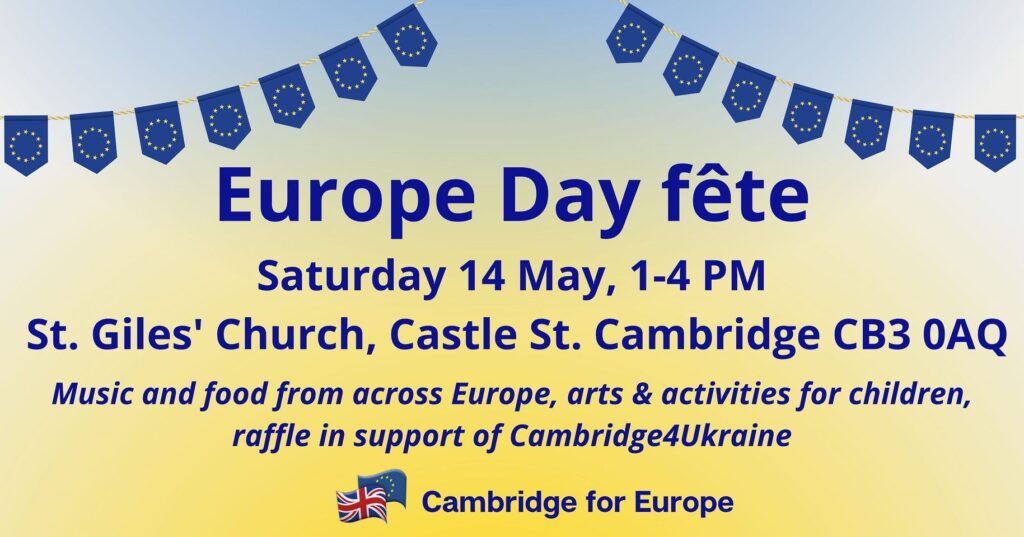 Europe Day fête
Saturday 14 May, 1-4 PM
St. Giles' Church, Castle St. Cambridge CB3 0AQ
Music and food from across Europe, arts & activities for children,
raffle in support of Cambridge4Ukraine
Cambridge for Europe